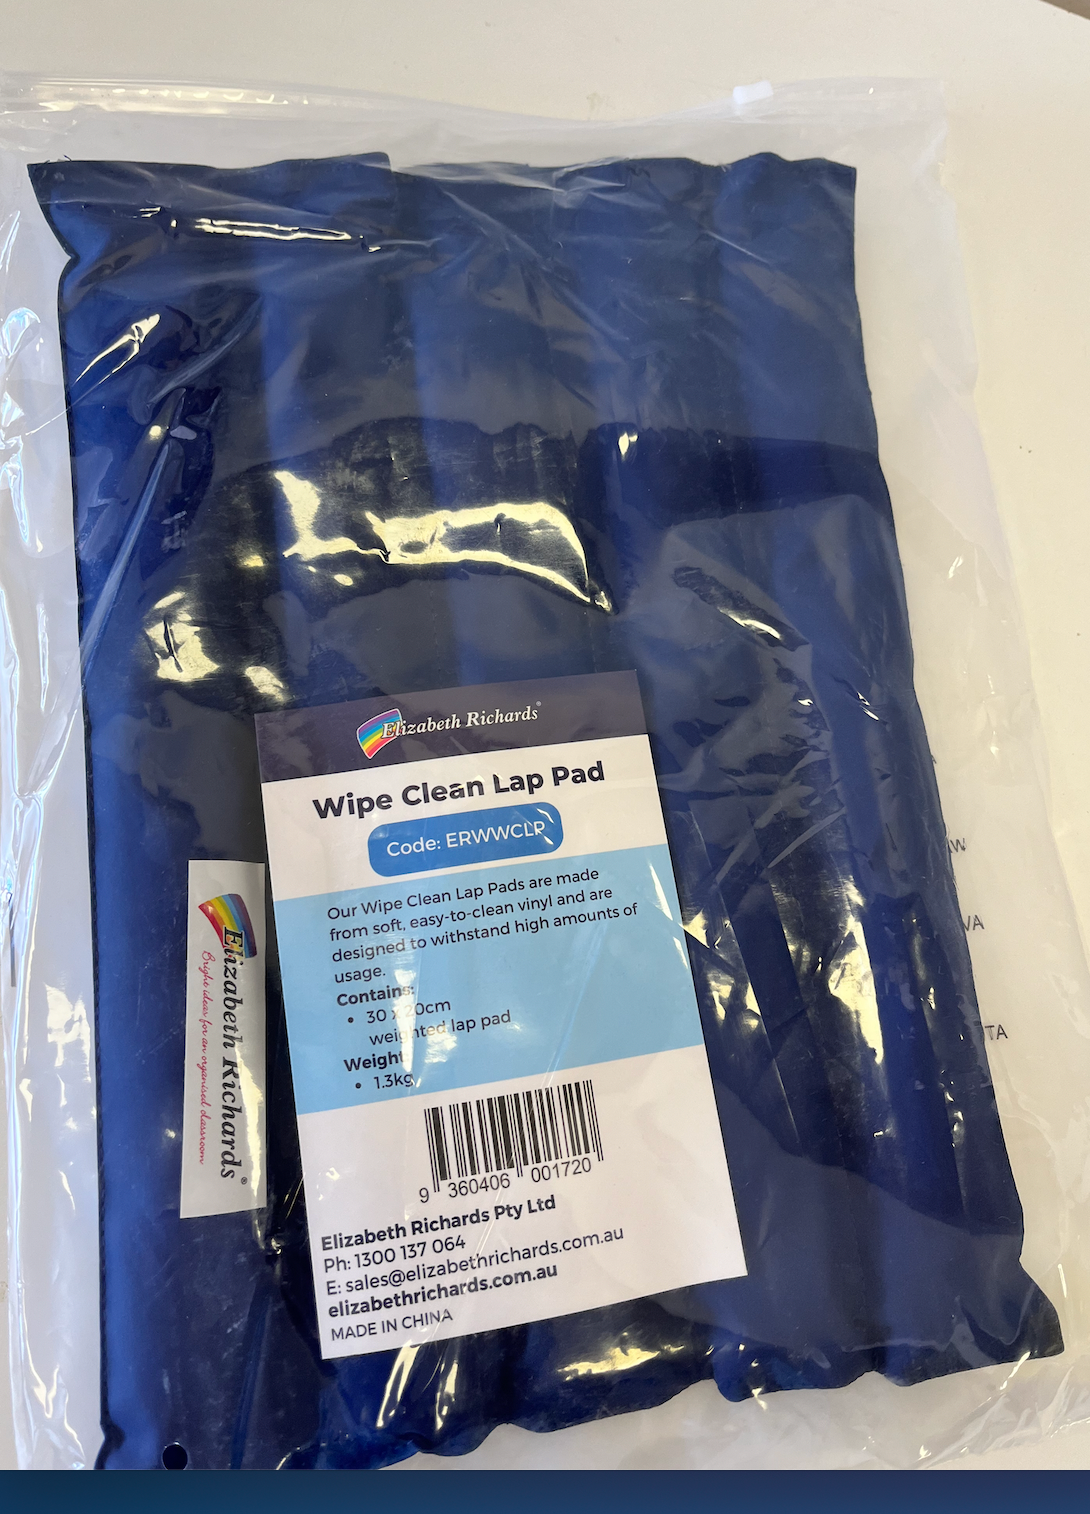 Elizabeth Richards®
Wipe Clean Lap Pad
Code: ERWWCLP
Our Wipe Clean Lap Pads are made
from soft, easy-to-clean vinyl and are
designed to withstand high amounts of
usage.
Contains:
• 30 x 20cm
weighted lap pad
Weight
• 1.3kg
9 360406 001720
Elizabeth Richards Pty Ltd
Ph: 1300 137 064
E: sales@elizabethrichards.com.au
elizabethrichards.com.au
MADE IN CHINA
Elizabeth Richards®
Bright ideas for an organised classroom